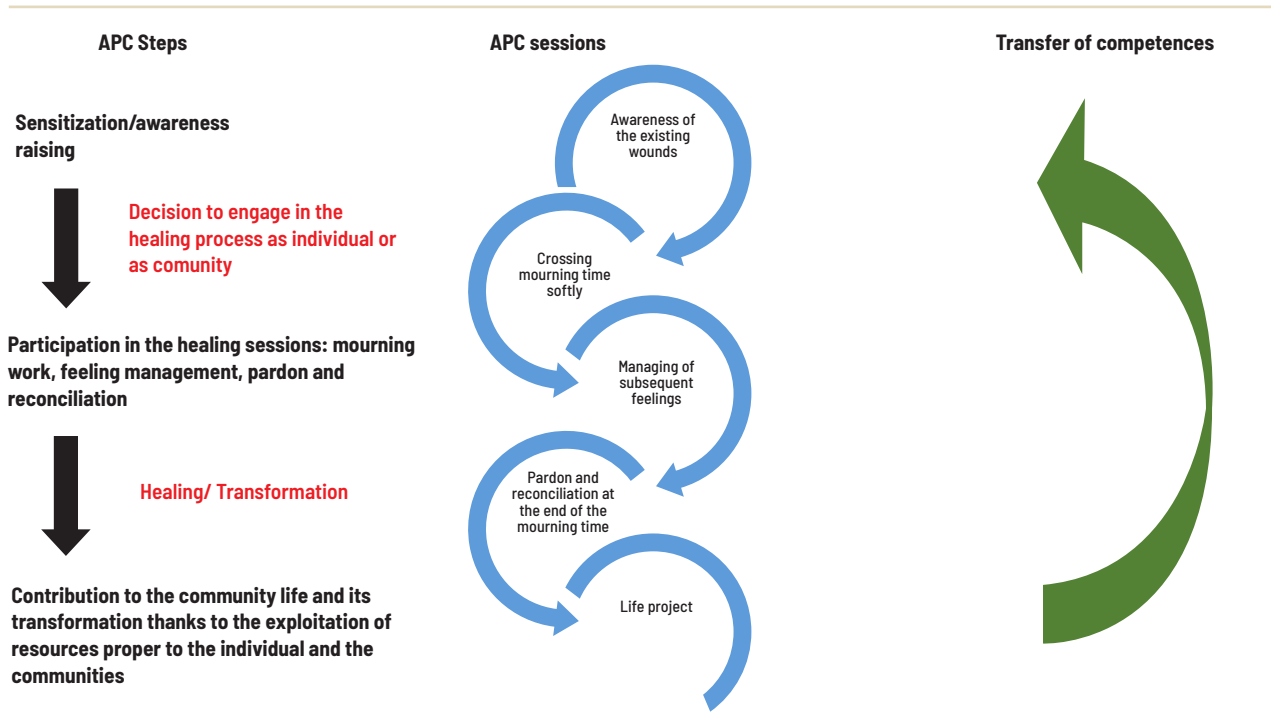 APC Steps
APC sessions
Transfer of competences
Sensitization/awareness
raising
Decision to engage in the
healing process as individual or
as comunity
Participation in the healing sessions: mourning
work, feeling management, pardon and
reconciliation
Healing/ Transformation
Contribution to the community life and its
transformation thanks to the exploitation of
resources proper to the individual and the
communities
Awareness of
the existing
wounds
Crossing
mourning time
softly
Managing of
subsequent
feelings
Pardon and
reconciliation at
the end of the
mourning time
Life project